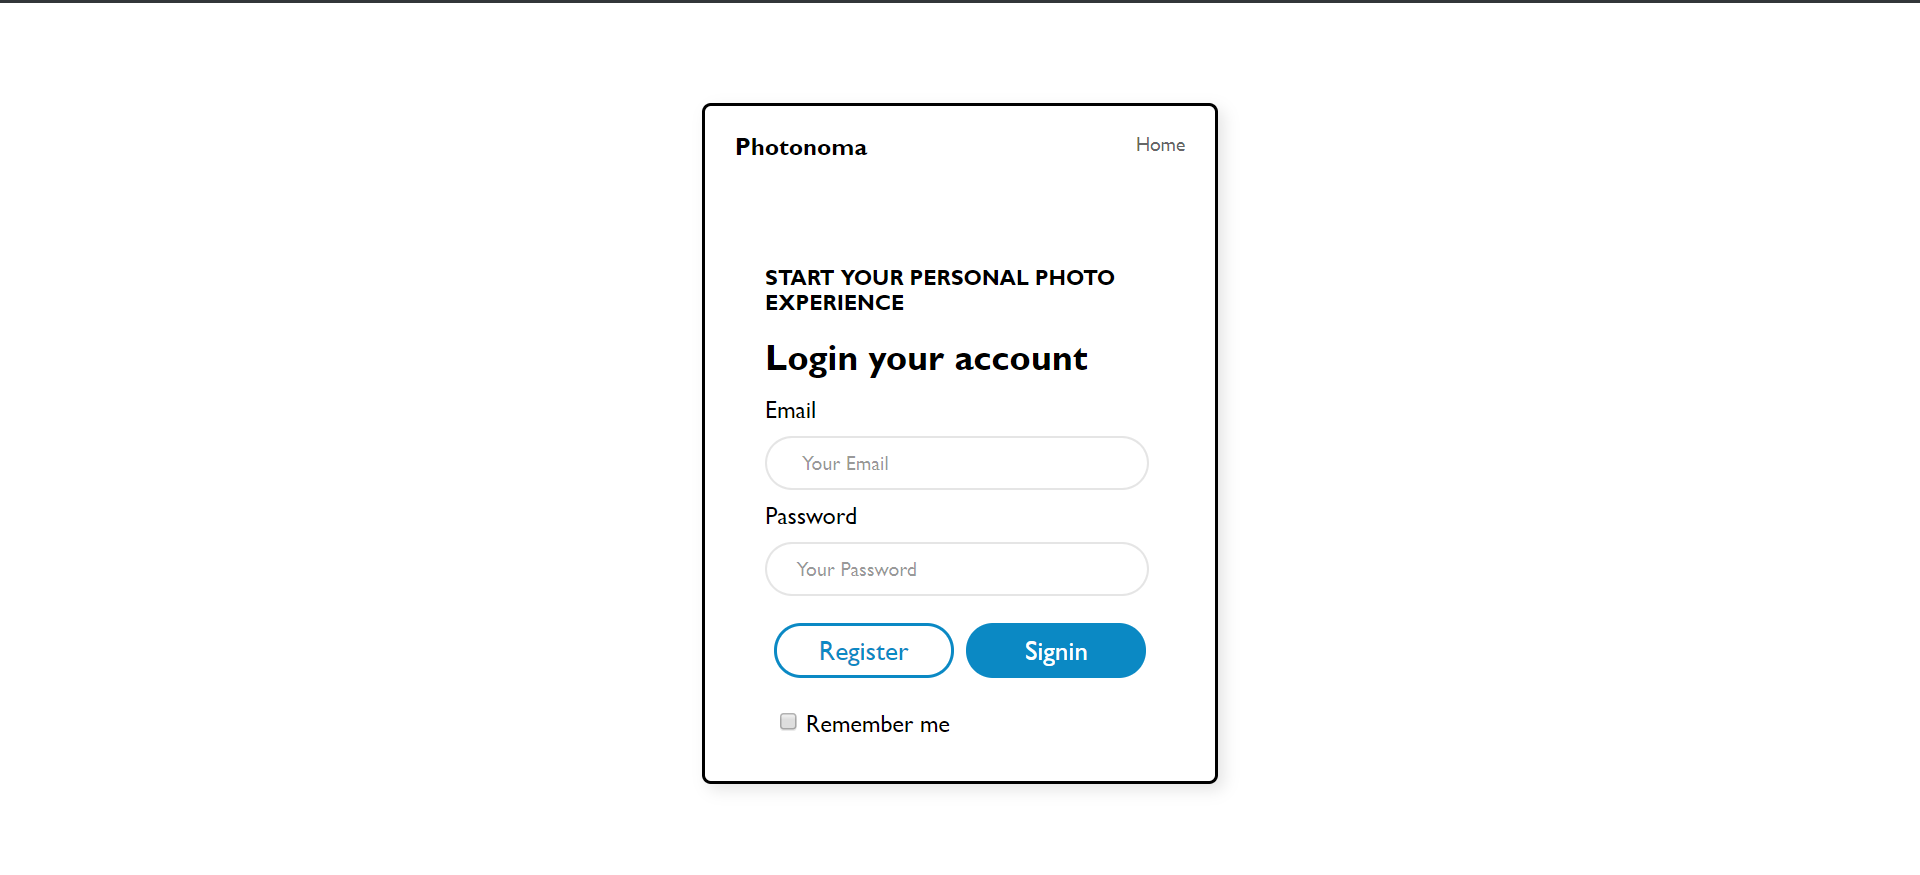 Photonoma
Home
START YOUR PERSONAL PHOTO
EXPERIENCE
Login your account
Email
Your Email
Password
Your Password
Register
Signin
Remember me